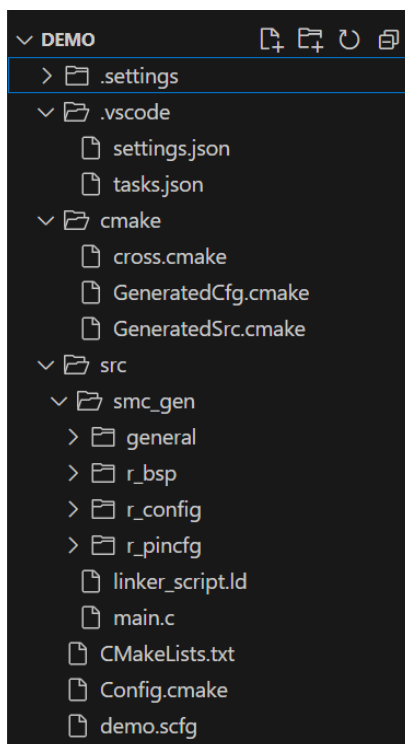 DEMO
.settings
.vscode
settings.json
tasks.json
cmake
cross.cmake
GeneratedCfg.cmake
GeneratedSrc.cmake
src
smc_gen
general
r_bsp
r_config
r_pincfg
linker_script.ld
main.c
CMakeLists.txt
Config.cmake
demo.scfg